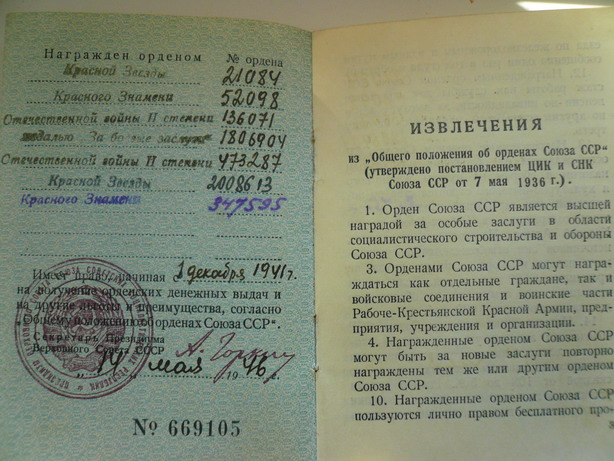 Награжден орденом № ордена
Красной Звезды 21084
Красного Знамени 52098
Отечественной войны II степени 136071
медалью За боевые заслуги 1806904
Отечественной войны II степени 473287
Красной Звезды 2008613
Красного Знамени 347595
Имеет право, начиная с 1 декабря 1941 г.
на получение орденских денежных выдач и
на другие льготы и преимущества, согласно
„Общему положению об орденах Союза ССР“.
Секретарь Президиума
Верховного Совета СССР А. Горкин
май 1946 г.
№ 669105
ИЗВЛЕЧЕНИЯ
из „Общего положения об орденах Союза ССР“
(утверждено постановлением ЦИК и СНК
Союза ССР от 7 мая 1936 г.).
1. Орден Союза ССР является высшей
наградой за особые заслуги в области
социалистического строительства и обороны
Союза ССР.
3. Орденами Союза ССР могут награ-
ждаться как отдельные граждане, так и
войсковые соединения и воинские части
Рабоче-Крестьянской Красной Армии, пред-
приятия, учреждения и организации.
4. Награжденные орденом Союза ССР
могут быть за новые заслуги повторно
награждены тем же или другим орденом
Союза ССР.
10. Награжденные орденом Союза ССР
пользуются лично правом бесплатного про-